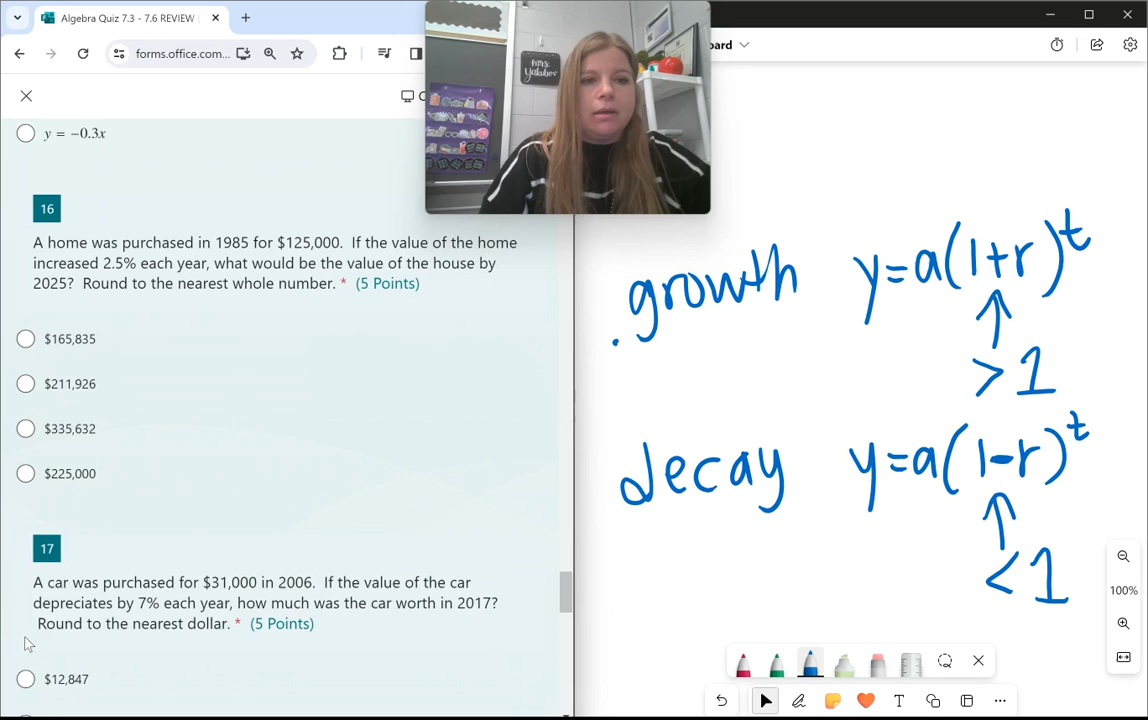 Algebra Quiz 7.3 - 7.6 REVIEW (
forms.office.com...
board
Mrs.
Yakubov
y = −0.3x
16
A home was purchased in 1985 for $125,000. If the value of the home
increased 2.5% each year, what would be the value of the house by
2025? Round to the nearest whole number. * (5 Points)
$165,835
$211,926
$335,632
$225,000
17
A car was purchased for $31,000 in 2006. If the value of the car
depreciates by 7% each year, how much was the car worth in 2017?
Round to the nearest dollar. * (5 Points)
$12,847
growth y=a(1+r)^t
>1
decay y=a(1-r)^t
<1
100%